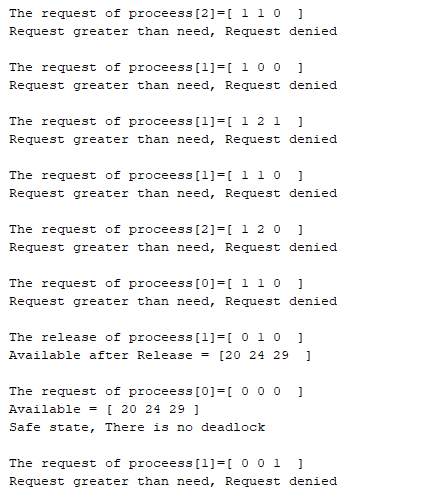 The request of proceess[2]=[ 1 1 0  ]
Request greater than need, Request denied
The request of proceess[1]=[ 1 0 0  ]
Request greater than need, Request denied
The request of proceess[1]=[ 1 2 1  ]
Request greater than need, Request denied
The request of proceess[1]=[ 1 1 0  ]
Request greater than need, Request denied
The request of proceess[2]=[ 1 2 0  ]
Request greater than need, Request denied
The request of proceess[0]=[ 1 1 0  ]
Request greater than need, Request denied
The release of proceess[1]=[ 0 1 0  ]
Available after Release = [20 24 29  ]
The request of proceess[0]=[ 0 0 0  ]
Available = [ 20 24 29 ]
Safe state, There is no deadlock
The request of proceess[1]=[ 0 0 1  ]
Request greater than need, Request denied